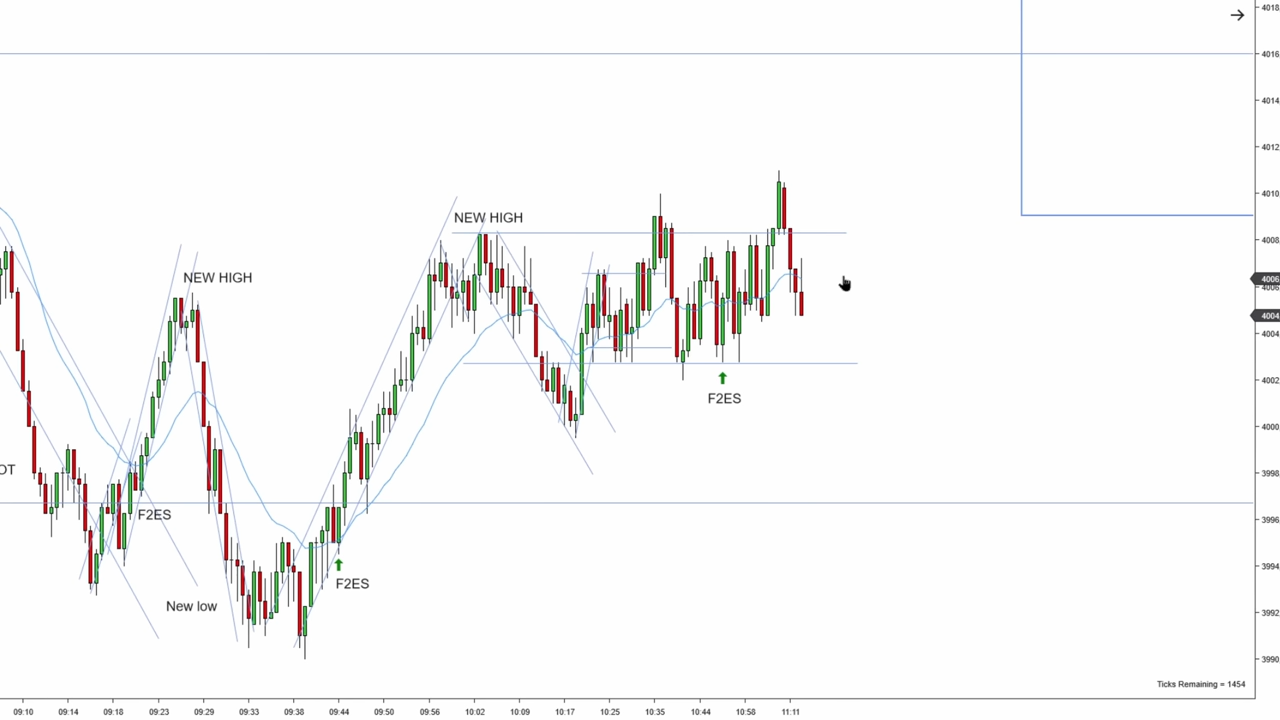 4018
→
4016
4014
4012
4010
NEW HIGH
4008
NEW HIGH
4006
4006
4004
4004
4002
F2ES
4000
OT
3998
F2ES
3996
3994
F2ES
New low
3992
3990
Ticks Remaining = 1454
09:10 09:14 09:18 09:23 09:29 09:33 09:38 09:44 09:50 09:56 10:02 10:09 10:17 10:25 10:35 10:44 10:58 11:11